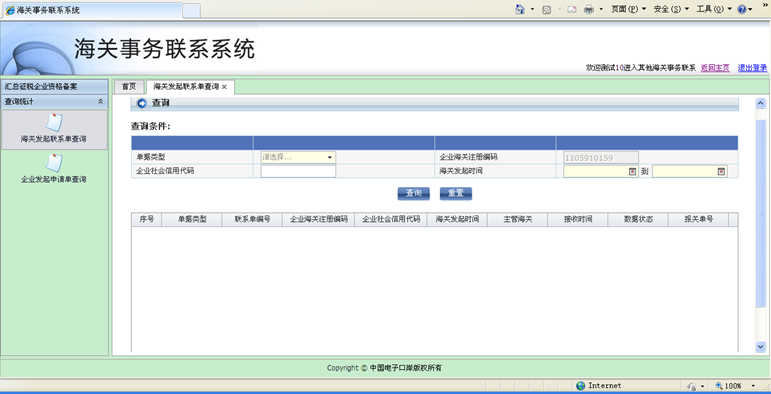 海关事务联系系统
页面(P) 安全(S) 工具(O)
海关事务联系系统
欢迎测试10进入其他海关事务联系 返回主页 退出登录
汇总征税企业资格备案
查询统计
海关发起联系单查询
企业发起申请单查询
首页 海关发起联系单查询
查询
查询条件:
单据类型 请选择... 企业海关注册编码 1105910159
企业社会信用代码 海关发起时间 到
查询 重置
序号 单据类型 联系单编号 企业海关注册编码 企业社会信用代码 海关发起时间 主管海关 接收时间 数据状态 报关单号
Copyright © 中国电子口岸版权所有
Internet 100%